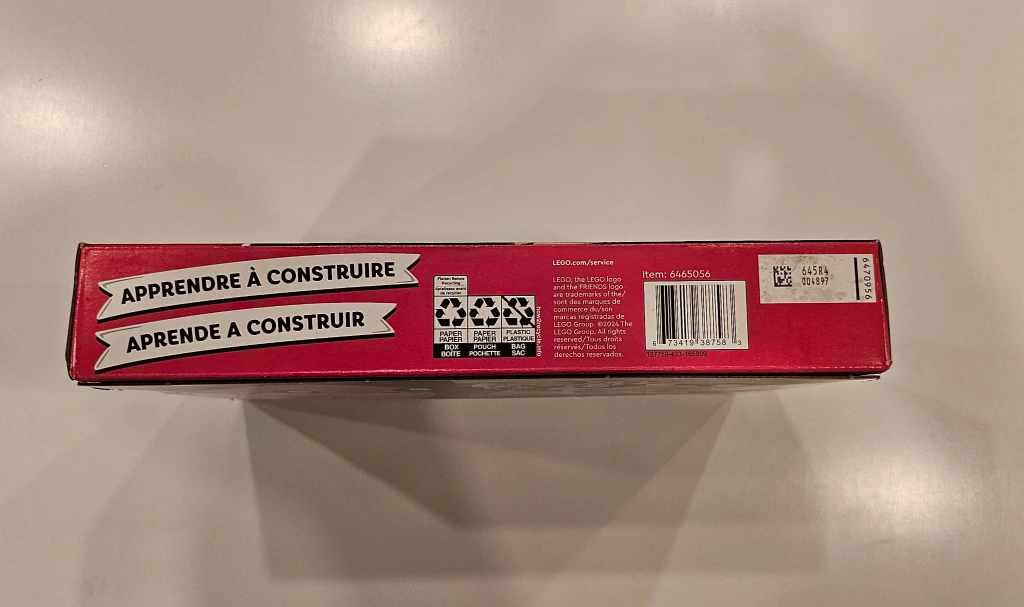 APPRENDRE À CONSTRUIRE
APRENDE A CONSTRUIR
Flatten Before
Recycling
Aplatissez avant
de recycler
PAPER
PAPIER
BOX
BOÎTE
PAPER
PAPIER
POUCH
POCHETTE
PLASTIC
PLASTIQUE
BAG
SAC
how2recycle.info
LEGO.com/service
LEGO, the LEGO logo
and the FRIENDS logo
are trademarks of the/
sont des marques de
commerce du/son
marcas registradas de
LEGO Group. ©2024 The
LEGO Group. All rights
reserved/Tous droits
réservés/Todos los
derechos reservados.
Item: 6465056
6 73419 38758 3
127759-433-165999
645R4
004897
6470956